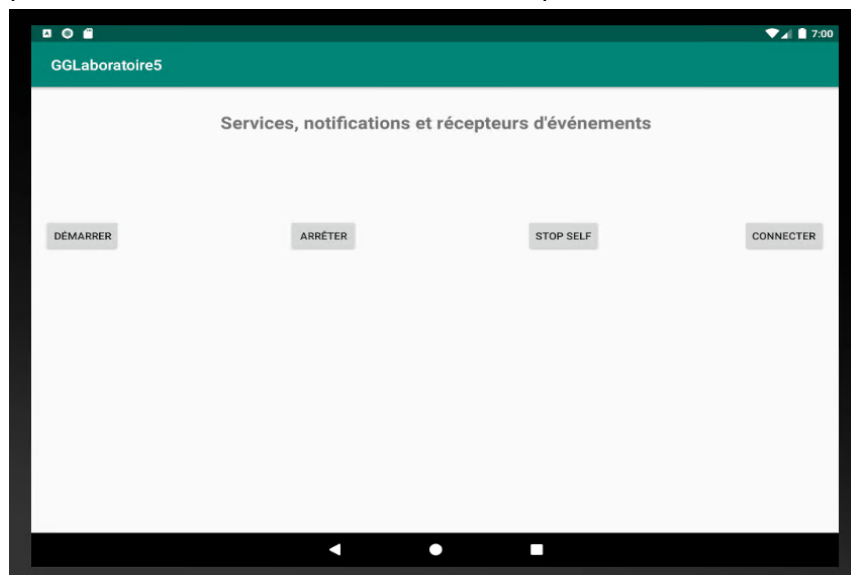 7:00
GGLaboratoire5
Services, notifications et récepteurs d'événements
DÉMARRER ARRÊTER STOP SELF CONNECTER